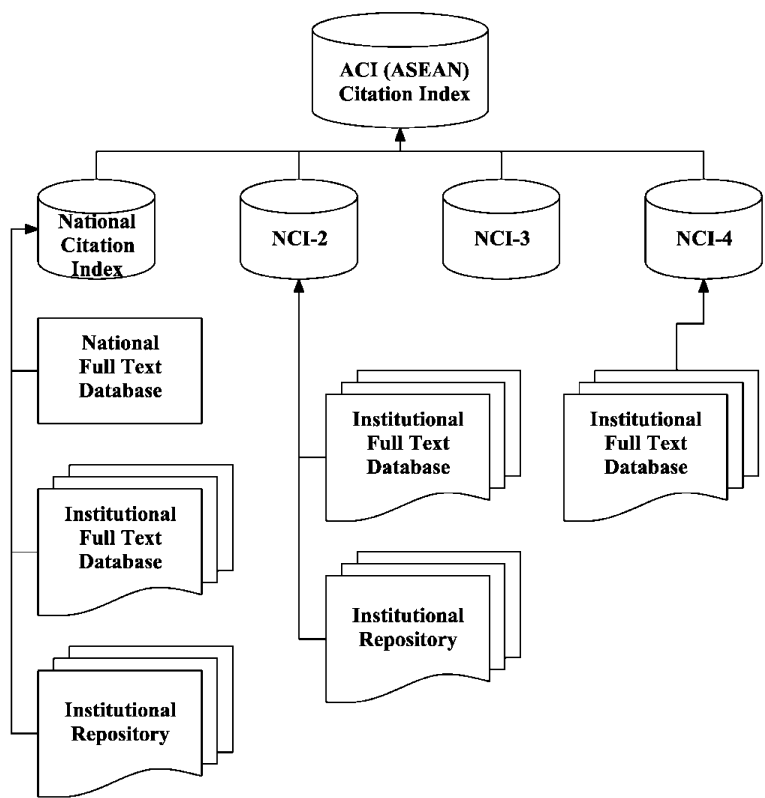 ACI (ASEAN)
Citation Index
National
Citation
Index
NCI-2
NCI-3
NCI-4
National
Full Text
Database
Institutional
Full Text
Database
Institutional
Repository
Institutional
Full Text
Database
Institutional
Repository
Institutional
Full Text
Database